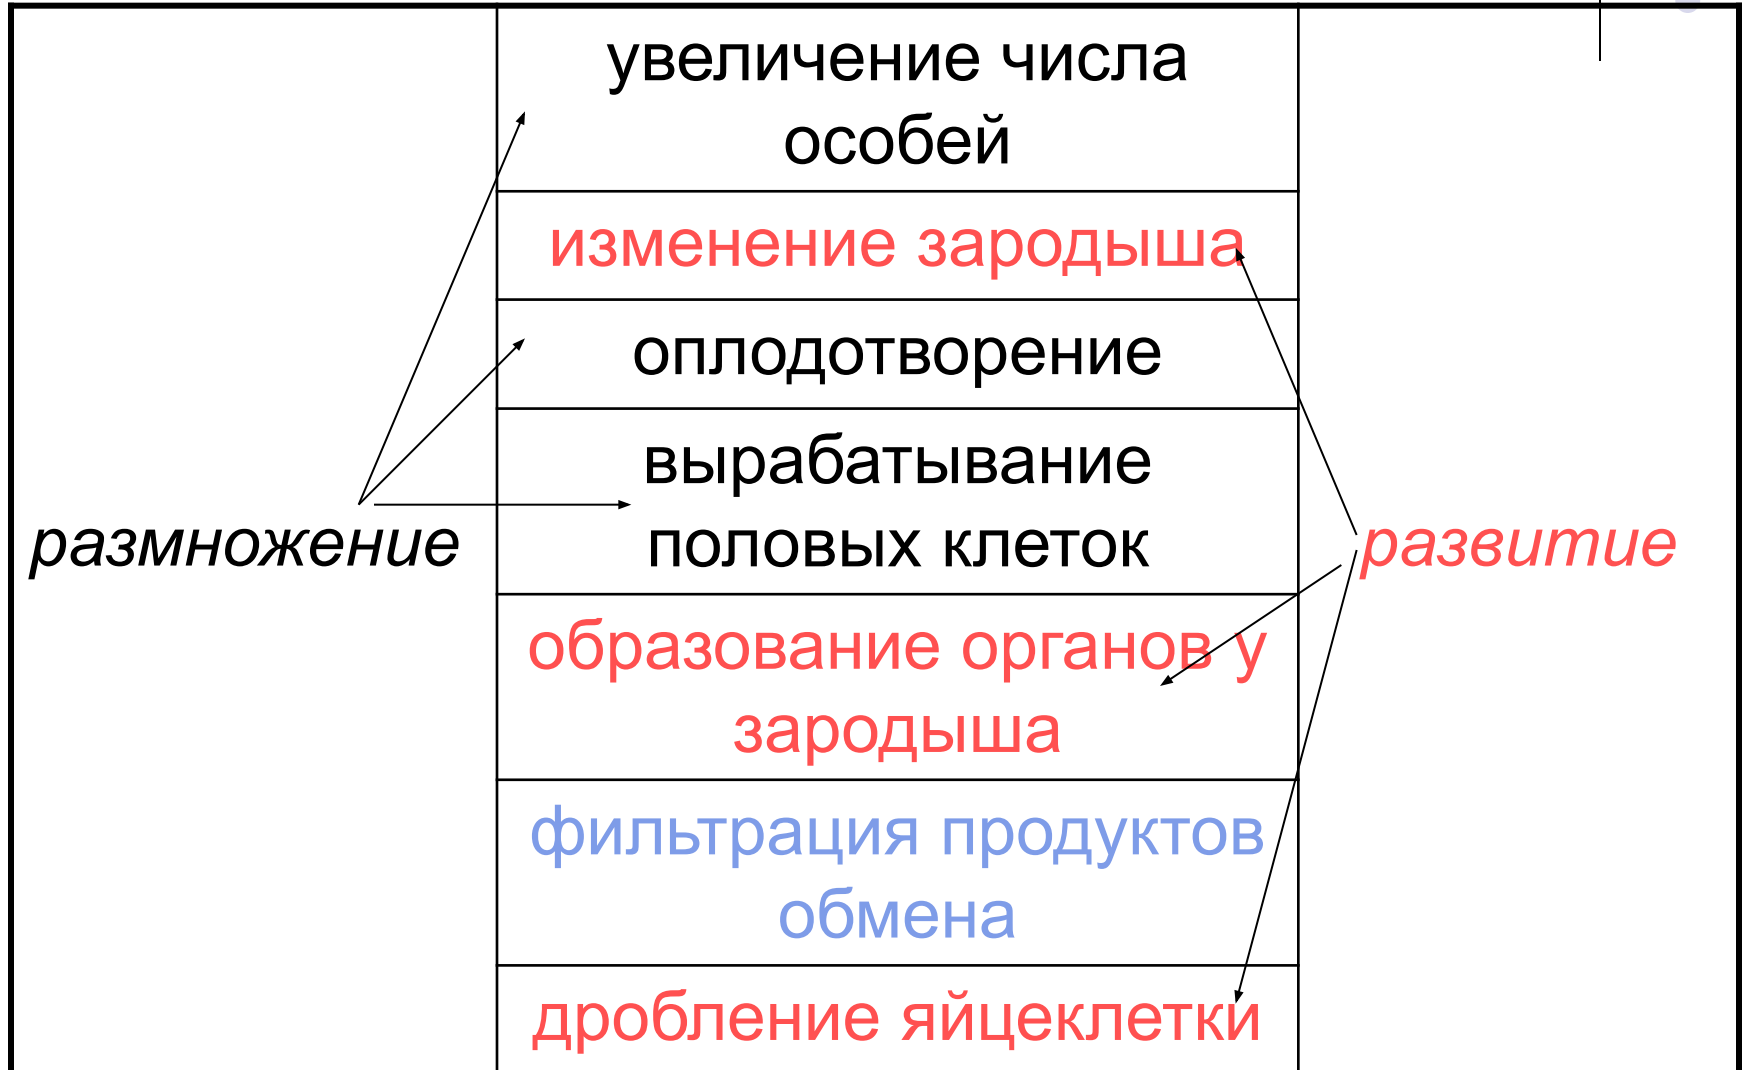 увеличение числа
особей
изменение зародыша
оплодотворение
вырабатывание
половых клеток
размножение
развитие
образование органов у
зародыша
фильтрация продуктов
обмена
дробление яйцеклетки